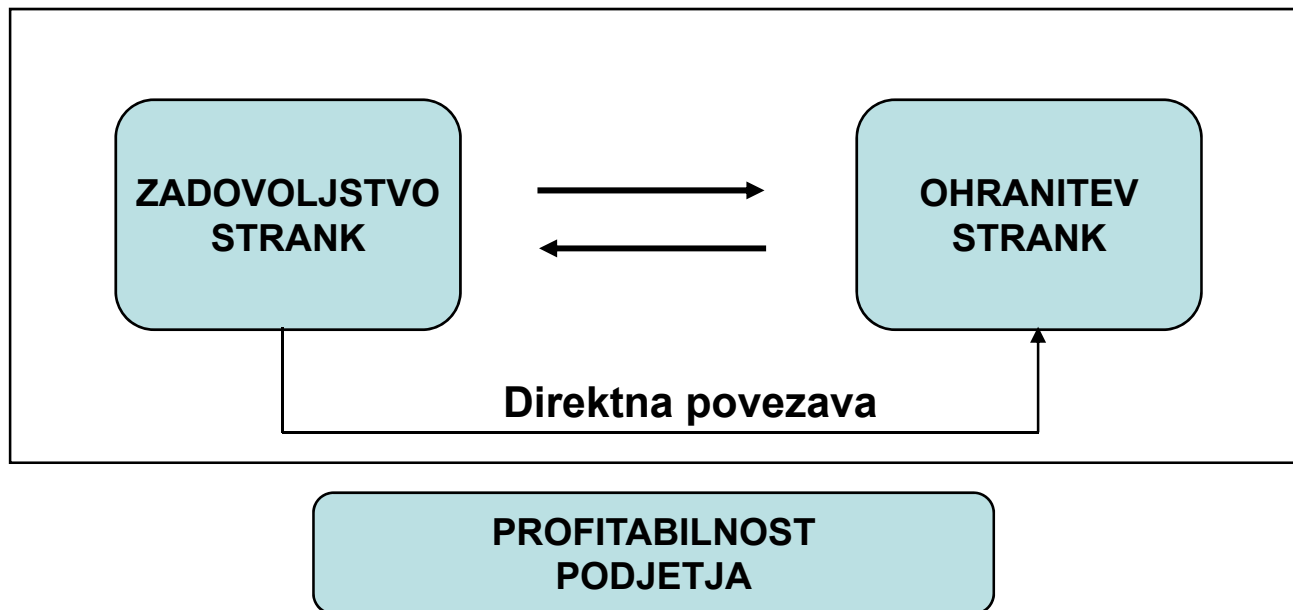 ZADOVOLJSTVO
STRANK
OHRANITEV
STRANK
Direktna povezava
PROFITABILNOST
PODJETJA